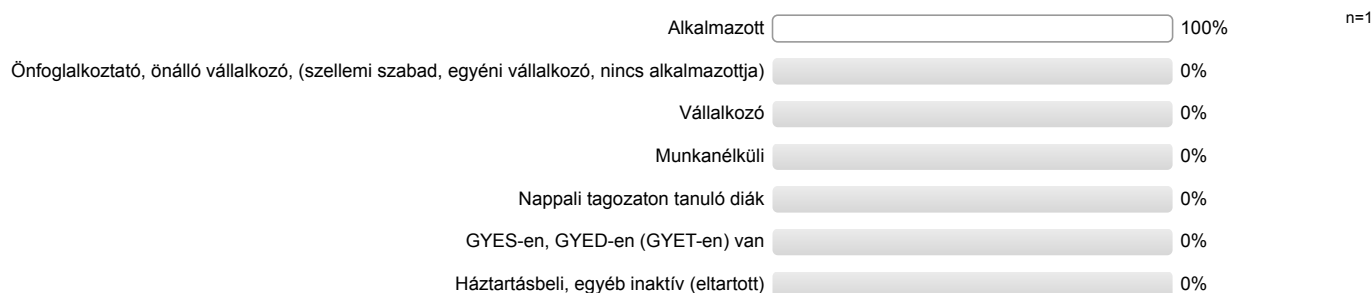 Alkalmazott 100% n=1
Önfoglalkoztató, önálló vállalkozó, (szellemi szabad, egyéni vállalkozó, nincs alkalmazottja) 0%
Vállalkozó 0%
Munkanélküli 0%
Nappali tagozaton tanuló diák 0%
GYES-en, GYED-en (GYET-en) van 0%
Háztartásbeli, egyéb inaktív (eltartott) 0%